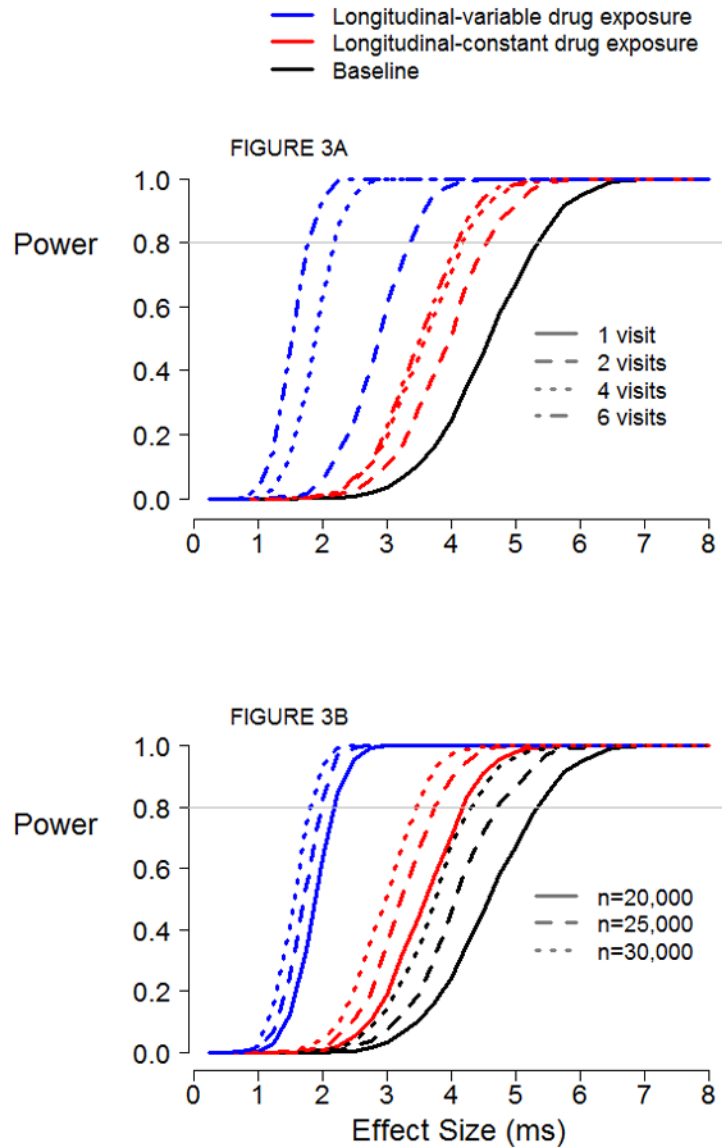 Longitudinal-variable drug exposure
Longitudinal-constant drug exposure
Baseline
FIGURE 3A
1.0
Power
0.8
0.6
1 visit
2 visits
0.4
4 visits
6 visits
0.2
0.0
0 1 2 3 4 5 6 7 8
FIGURE 3B
1.0
0.8
Power
0.6
n=20,000
0.4
n=25,000
n=30,000
0.2
0.0
0 1 2 3 4 5 6 7 8
Effect Size (ms)